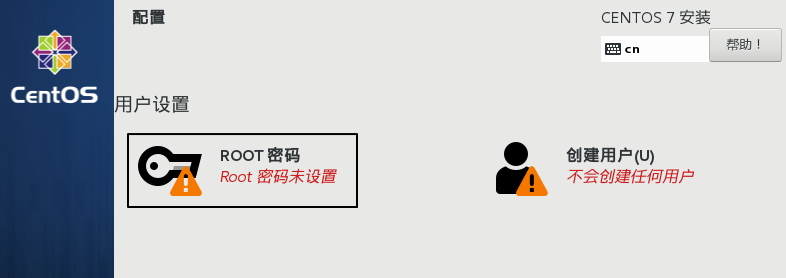 配置
CENTOS 7 安装
cn
帮助！
CentOS
用户设置
ROOT 密码
Root 密码未设置
创建用户(U)
不会创建任何用户